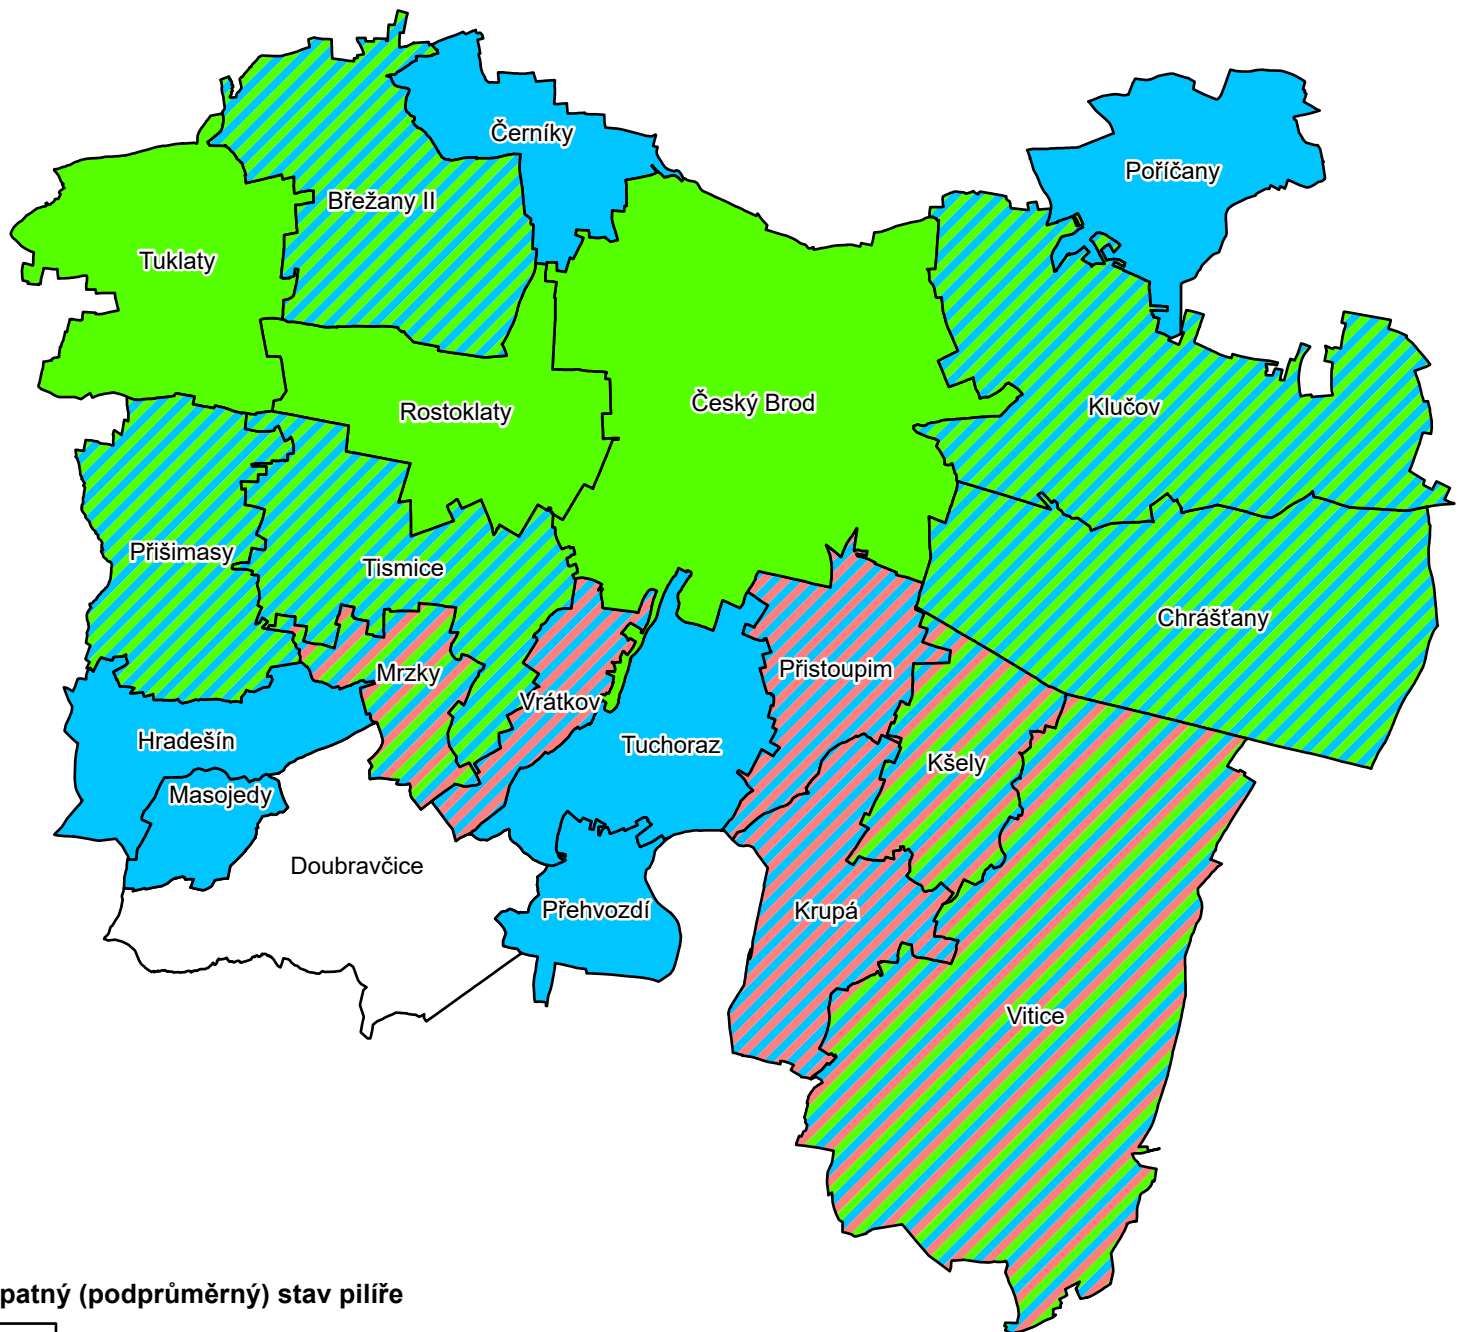 Černíky
Poříčany
Břežany II
Tuklaty
Český Brod
Klučov
Rostoklaty
Přišimasy
Tismice
Chrášťany
Mrzky
Přistoupim
Vrátkov
Hradešín
Tuchoraz
Kšely
Masojedy
Doubravčice
Přehvozdí
Krupá
Vitice
patný (podprůměrný) stav pilíře